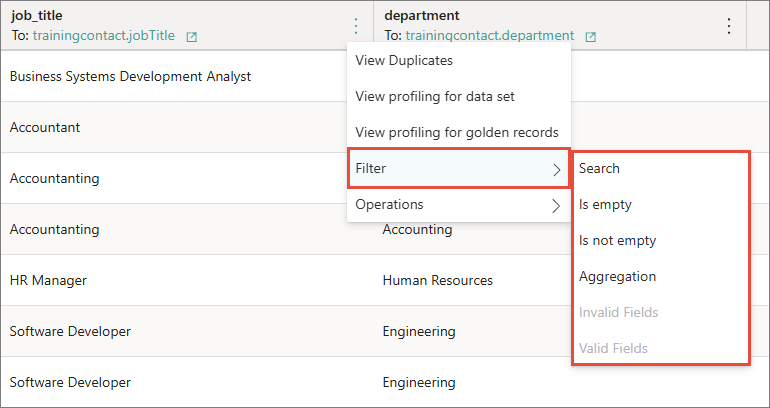 job_title
department
To: trainingcontact.jobTitle
To: trainingcontact.department
Business Systems Development Analyst
View Duplicates
View profiling for data set
Accountant
View profiling for golden records
Filter
Search
Accountanting
Operations
Is empty
Accountanting
Accounting
Is not empty
Aggregation
HR Manager
Human Resources
Invalid Fields
Software Developer
Engineering
Valid Fields
Software Developer
Engineering